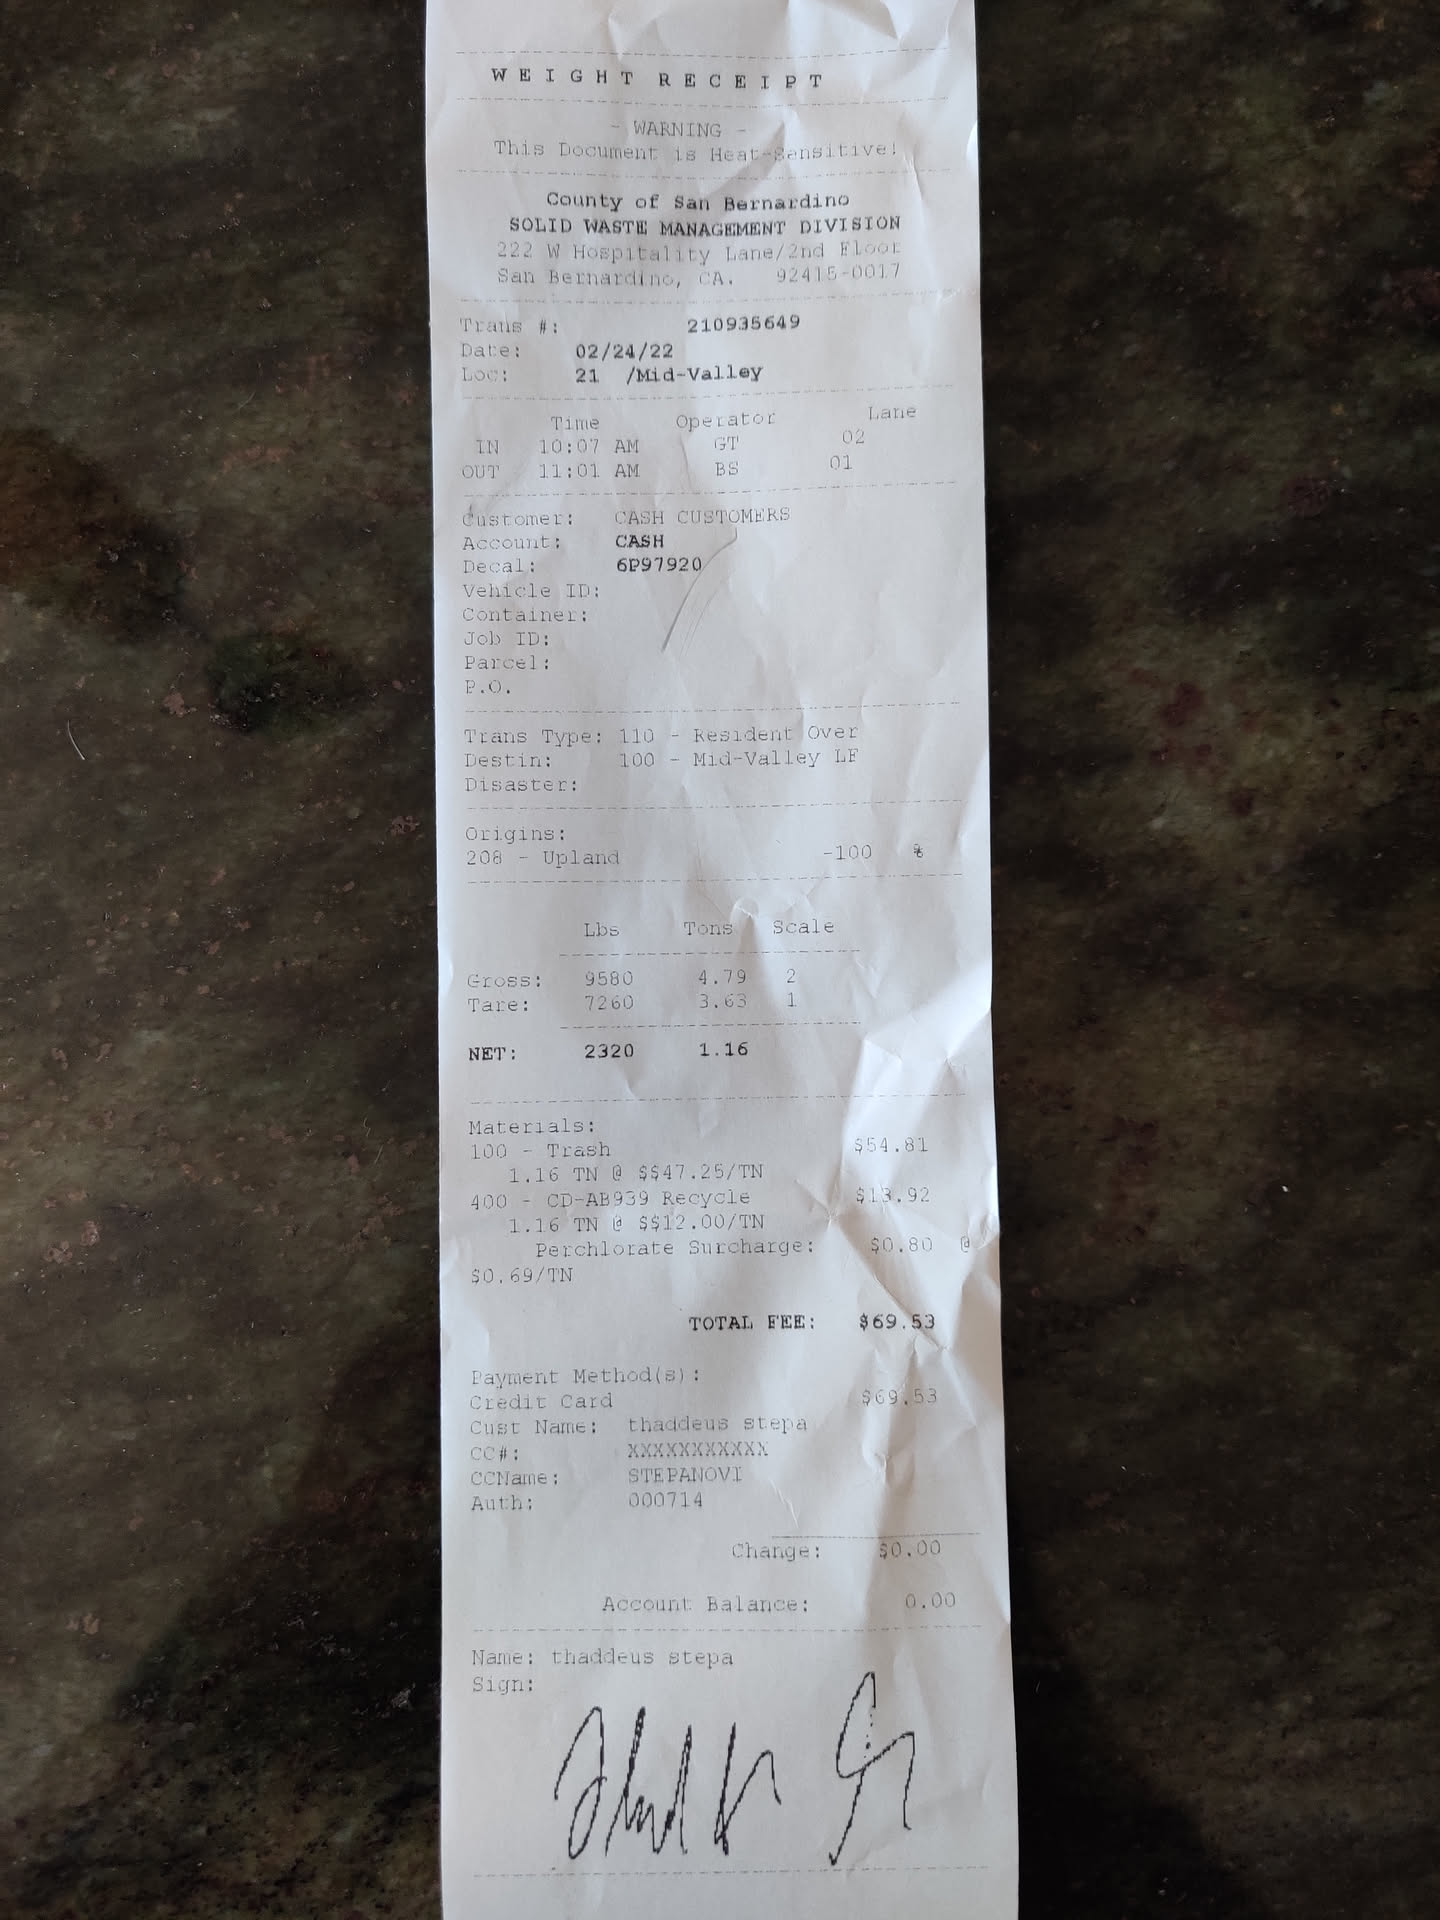 WEIGHT RECEIPT
- WARNING -
This Document is Heat-Sensitive!
County of San Bernardino
SOLID WASTE MANAGEMENT DIVISION
222 W Hospitality Lane/2nd Floor
San Bernardino, CA. 92415-0017
Trans #: 210935649
Date: 02/24/22
Loc: 21 /Mid-Valley
Time Operator Lane
IN 10:07 AM GT 02
OUT 11:01 AM BS 01
Customer: CASH CUSTOMERS
Account: CASH
Decal: 6P97920
Vehicle ID:
Container:
Job ID:
Parcel:
P.O.
Trans Type: 110 - Resident Over
Destin: 100 - Mid-Valley LF
Disaster:
Origins:
208 - Upland -100 %
Lbs Tons Scale
Gross: 9580 4.79 2
Tare: 7260 3.63 1
NET: 2320 1.16
Materials:
100 - Trash $54.81
1.16 TN @ $$47.25/TN
400 - CD-AB939 Recycle $13.92
1.16 TN @ $$12.00/TN
Perchlorate Surcharge: $0.80 @
$0.69/TN
TOTAL FEE: $69.53
Payment Method(s):
Credit Card $69.53
Cust Name: thaddeus stepa
CC#: XXXXXXXXXXX
CCName: STEPANOVI
Auth: 000714
Change: $0.00
Account Balance: 0.00
Name: thaddeus stepa
Sign: